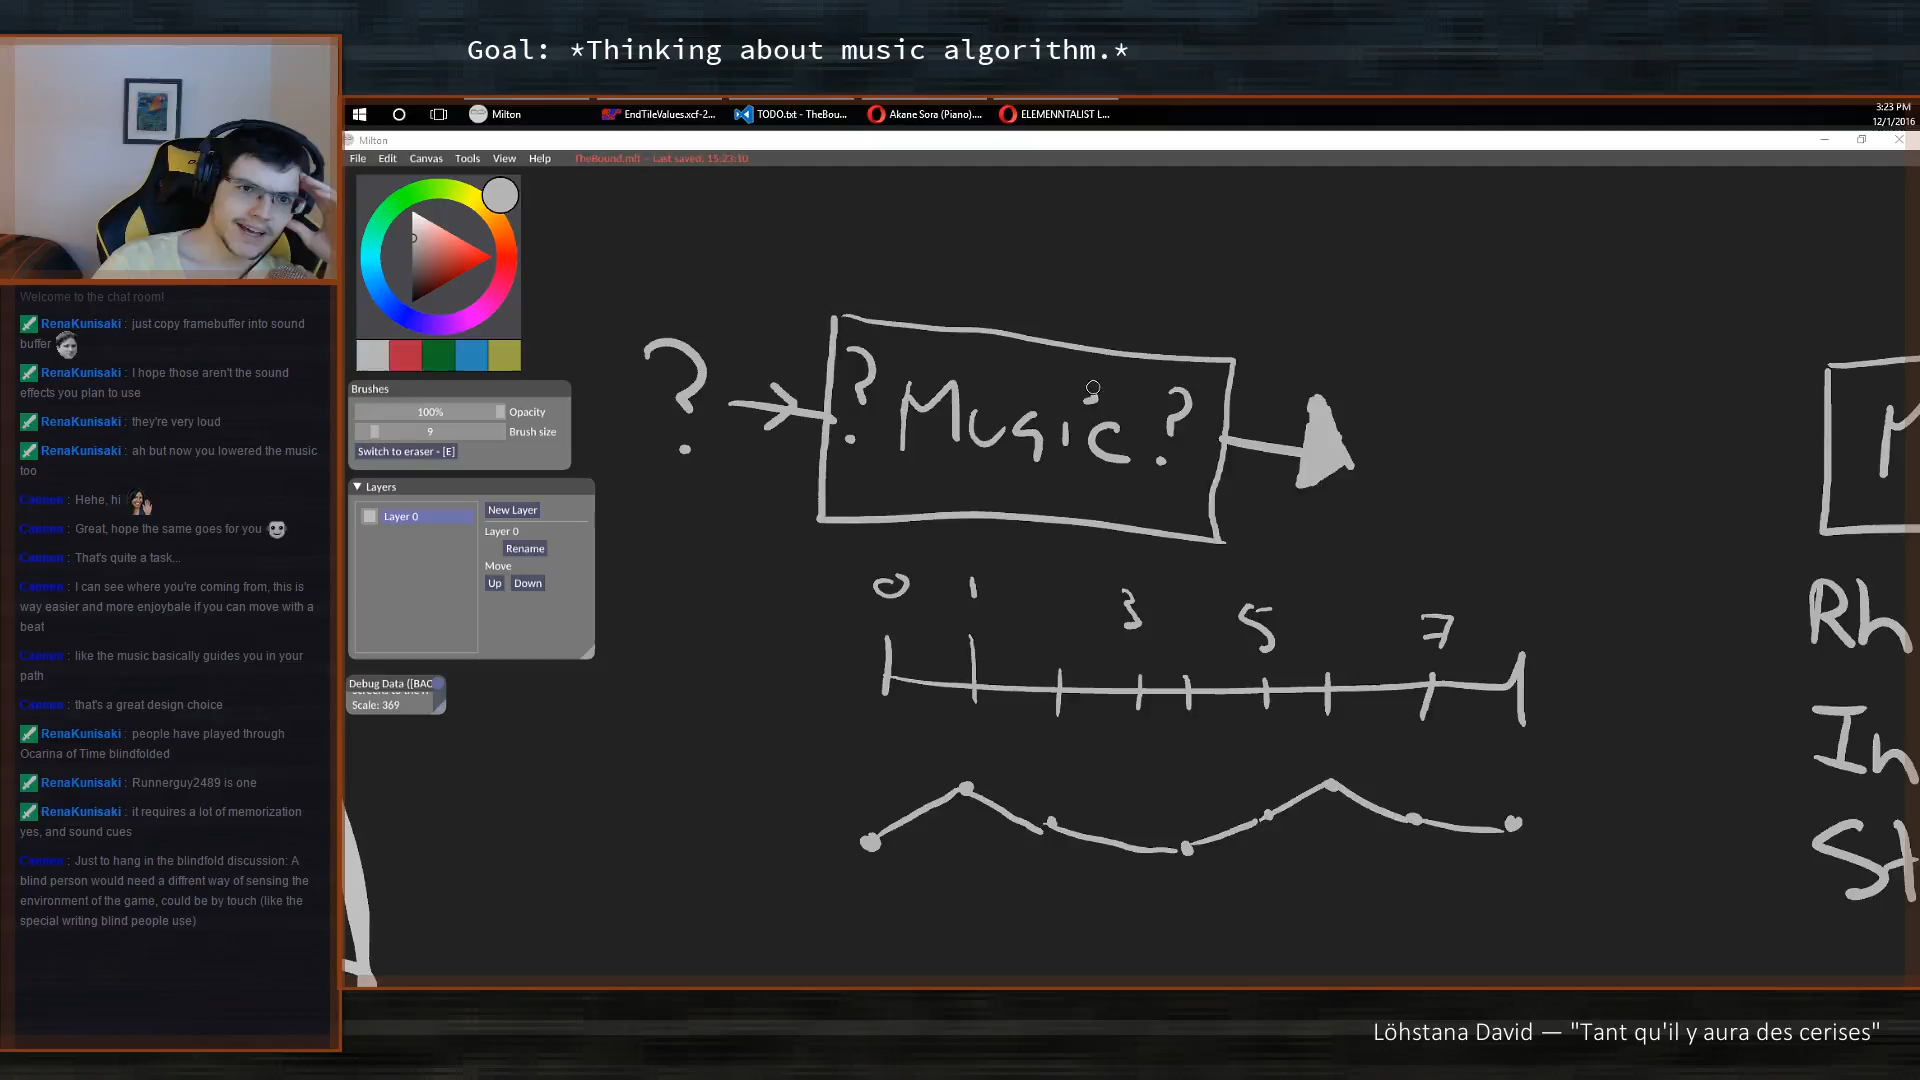 Goal: *Thinking about music algorithm.*
Milton
EndTileValues.xcf-2...
TODO.txt - TheBou...
Akane Sora (Piano)....
ELEMENNTALIST L...
3:23 PM
12/1/2016
Milton
File Edit Canvas Tools View Help
TheBound.mlt -- Last saved: 15:23:10
Brushes
100% Opacity
9 Brush size
Switch to eraser - [E]
Layers
Layer 0
New Layer
Layer 0
Rename
Move
Up Down
Debug Data ([BAC
Scale: 369
? ? Music ?
0 1 3 5 7
Rh
In
St
Welcome to the chat room!
RenaKunisaki : just copy framebuffer into sound
buffer
RenaKunisaki : I hope those aren't the sound
effects you plan to use
RenaKunisaki : they're very loud
RenaKunisaki : ah but now you lowered the music
too
: Hehe, hi
: Great, hope the same goes for you
: That's quite a task...
: I can see where you're coming from, this is
way easier and more enjoybale if you can move with a
beat
: like the music basically guides you in your
path
: that's a great design choice
RenaKunisaki : people have played through
Ocarina of Time blindfolded
RenaKunisaki : Runnerguy2489 is one
RenaKunisaki : it requires a lot of memorization
yes, and sound cues
: Just to hang in the blindfold discussion: A
blind person would need a diffrent way of sensing the
environment of the game, could be by touch (like the
special writing blind people use)
Löhstana David — "Tant qu'il y aura des cerises"